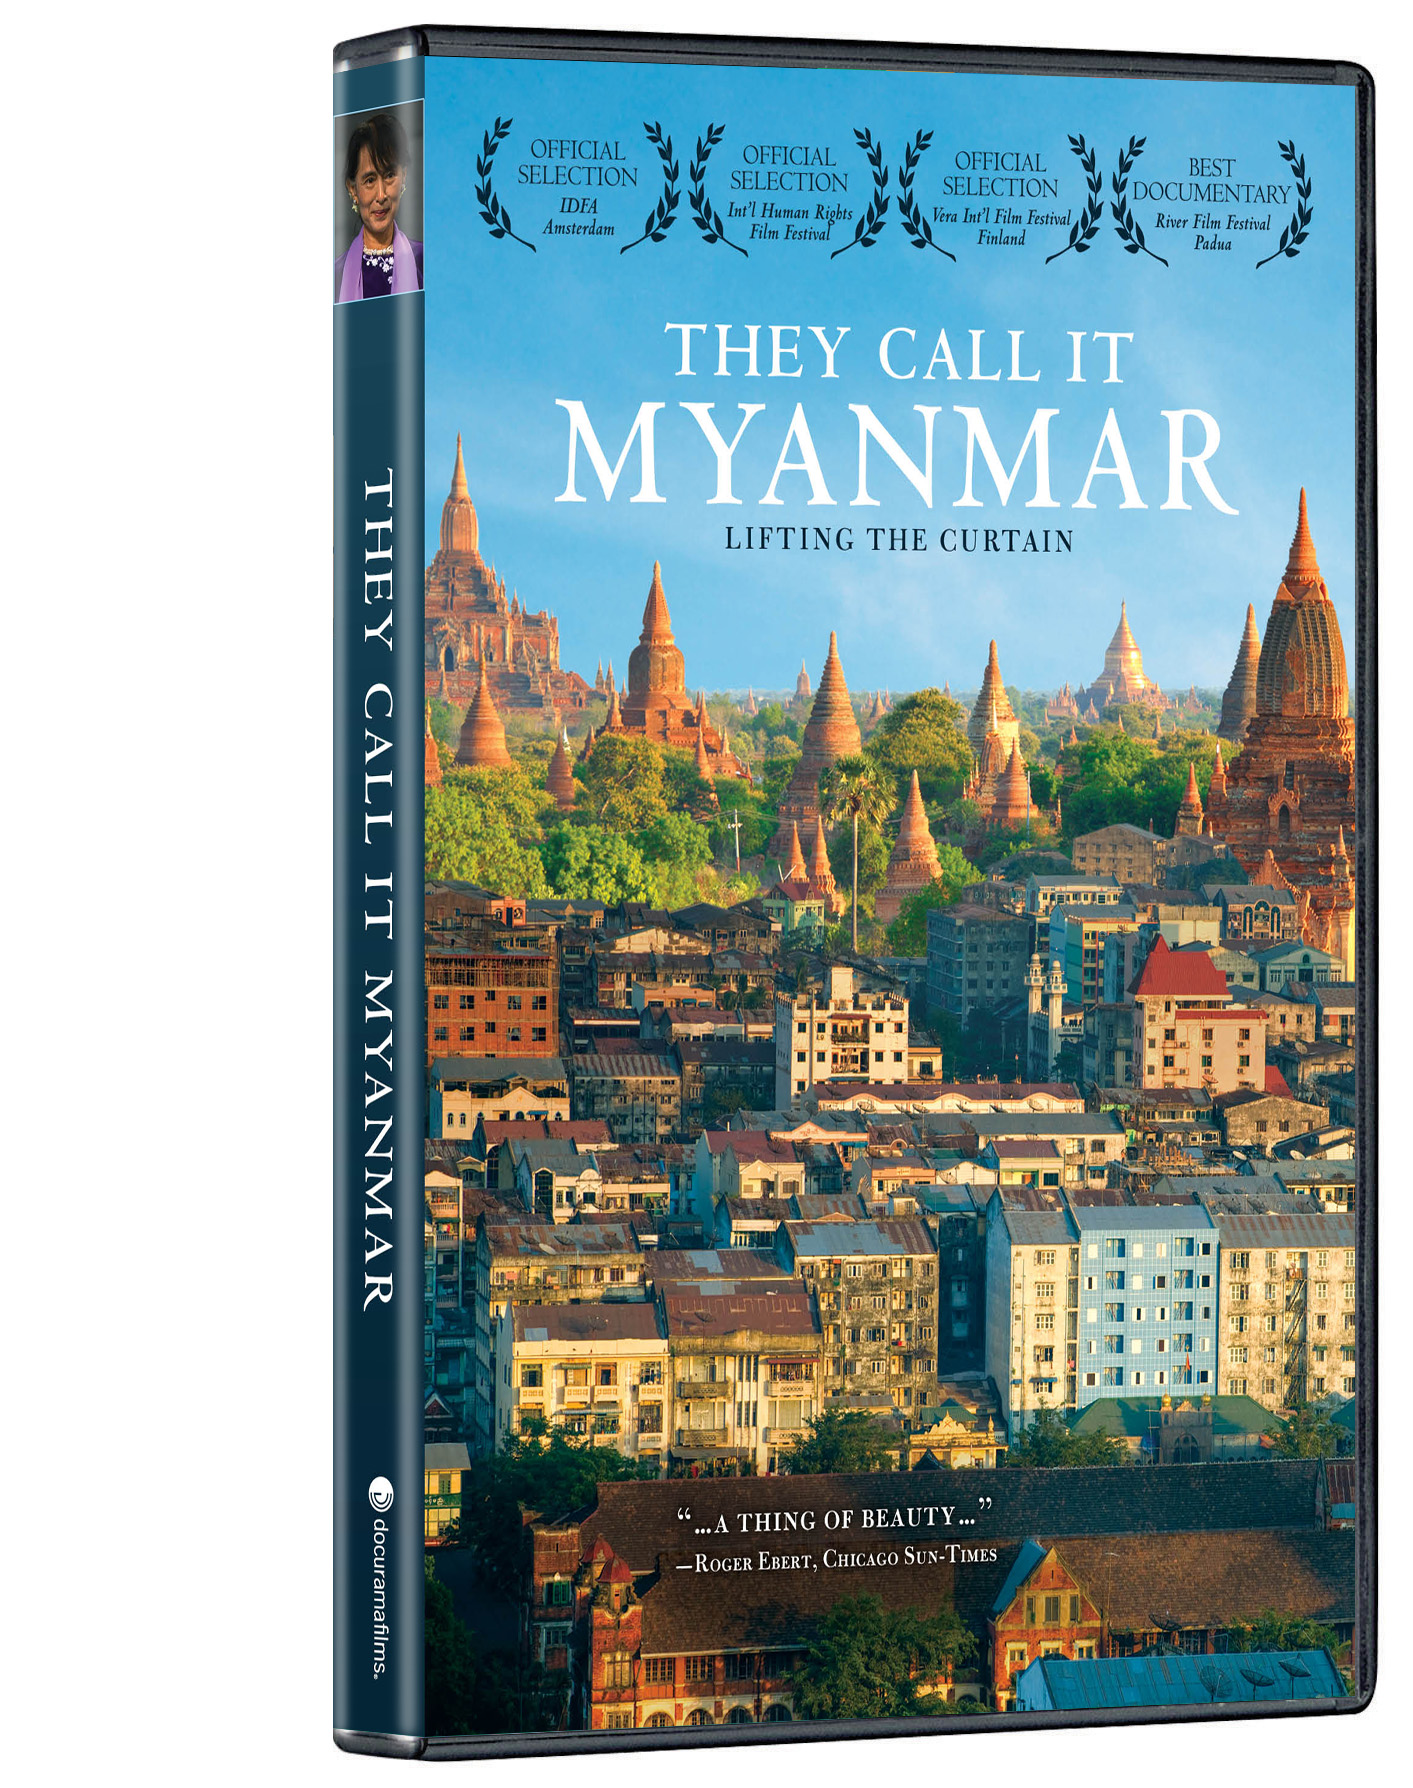 OFFICIAL
SELECTION
IDFA
Amsterdam
OFFICIAL
SELECTION
Int'l Human Rights
Film Festival
OFFICIAL
SELECTION
Vera Int'l Film Festival
Finland
BEST
DOCUMENTARY
River Film Festival
Padua
THEY CALL IT
MYANMAR
LIFTING THE CURTAIN
“...A THING OF BEAUTY...”
—ROGER EBERT, CHICAGO SUN-TIMES
THEY CALL IT MYANMAR
docuramafilms.